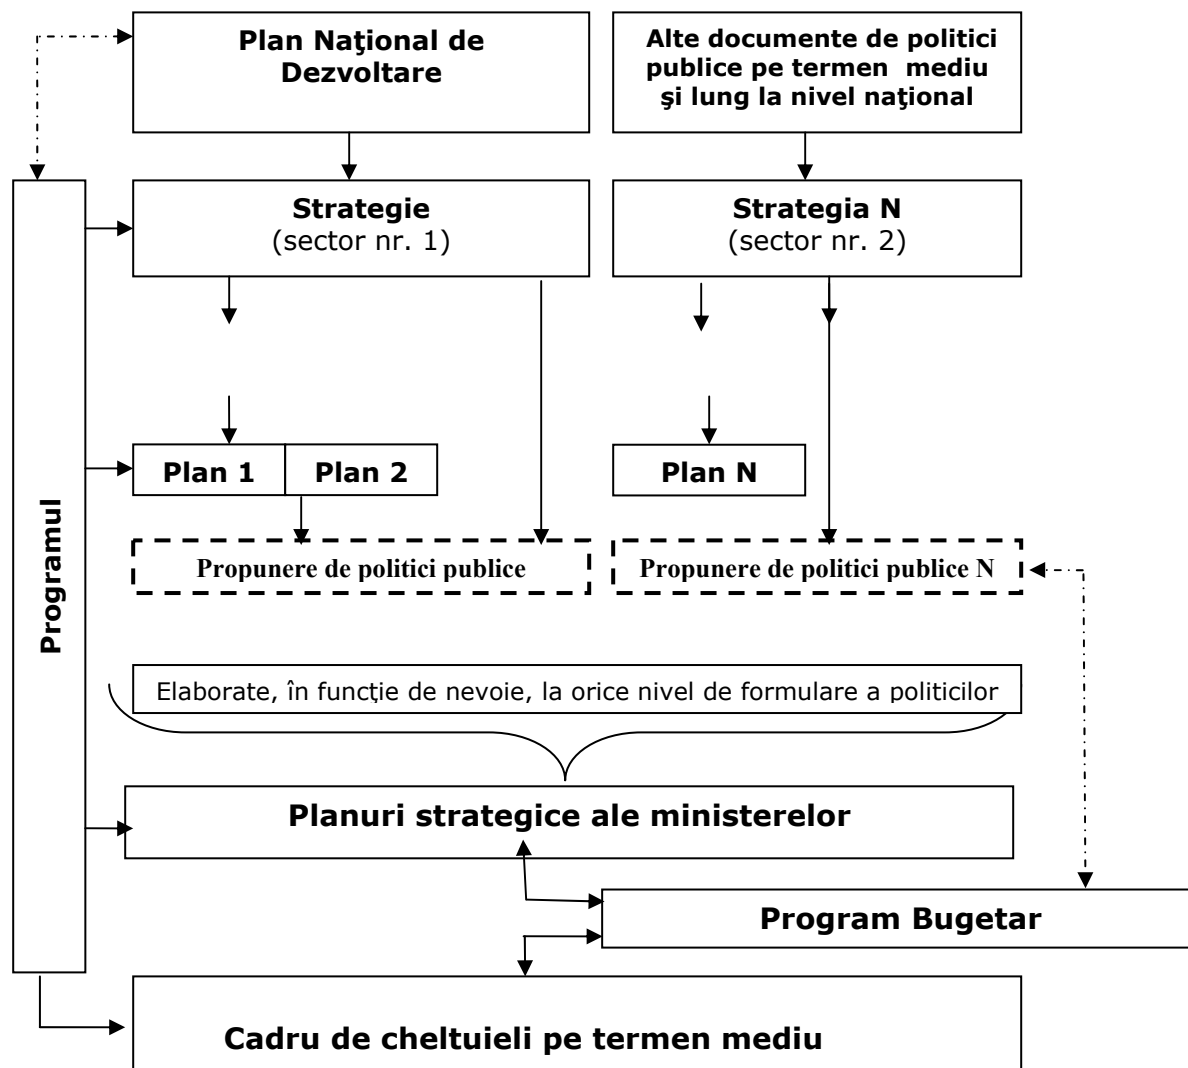 Plan Naţional de
Dezvoltare
Alte documente de politici
publice pe termen mediu
şi lung la nivel naţional
Strategie
(sector nr. 1)
Strategia N
(sector nr. 2)
Plan 1
Plan 2
Plan N
Programul
Propunere de politici publice
Propunere de politici publice N
Elaborate, în funcţie de nevoie, la orice nivel de formulare a politicilor
Planuri strategice ale ministerelor
Program Bugetar
Cadru de cheltuieli pe termen mediu